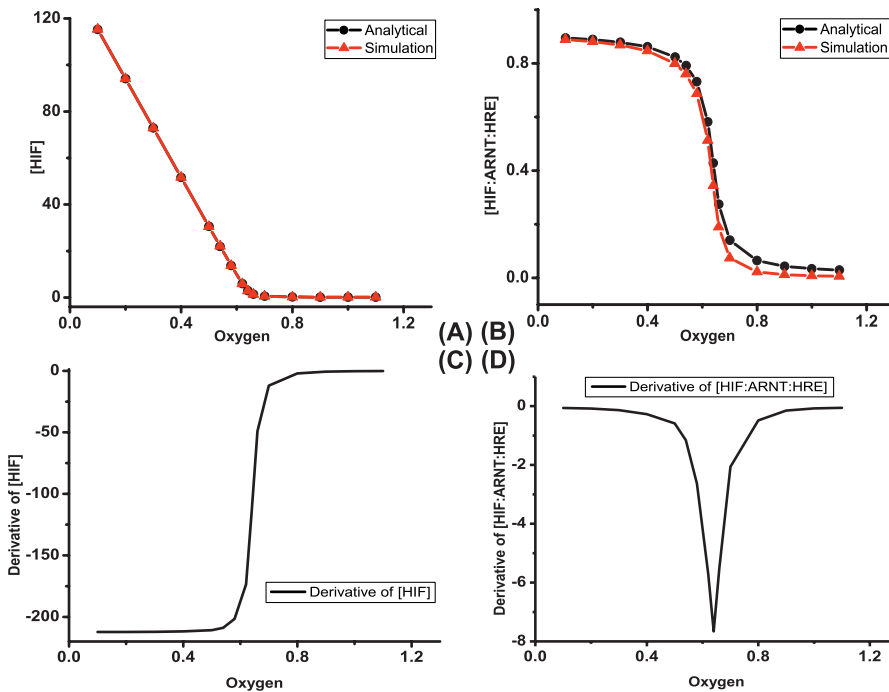 120
80
40
0
[HIF]
Analytical
Simulation
0.0
0.4
0.8
1.2
Oxygen
(A)
0.8
0.4
0.0
[HIF:ARNT:HRE]
Analytical
Simulation
0.0
0.4
0.8
1.2
Oxygen
(B)
(C)
0
-50
-100
-150
-200
Derivative of [HIF]
Derivative of [HIF]
0.0
0.4
0.8
1.2
Oxygen
(D)
Derivative of [HIF:ARNT:HRE]
0
-2
-4
-6
-8
Derivative of [HIF:ARNT:HRE]
0.0
0.4
0.8
1.2
Oxygen